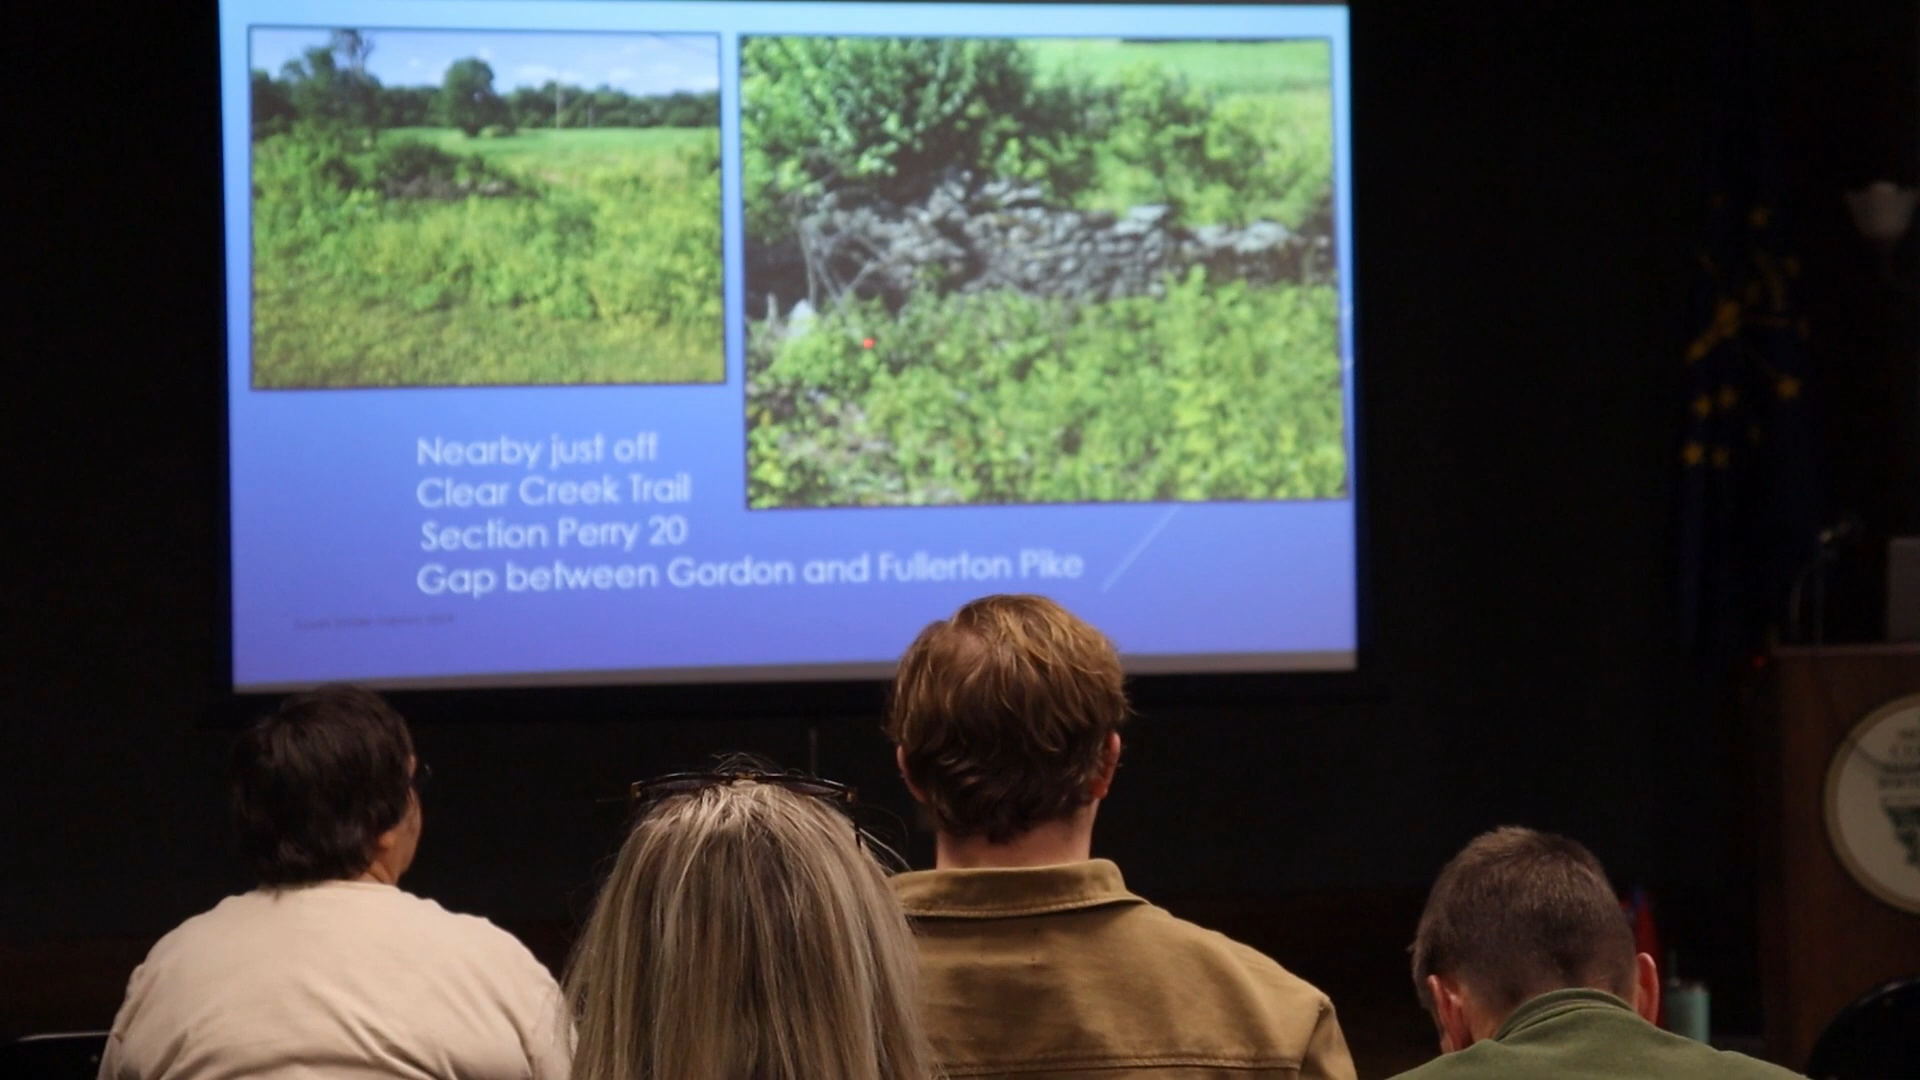 Nearby just off
Clear Creek Trail
Section Perry 20
Gap between Gordon and Fullerton Pike